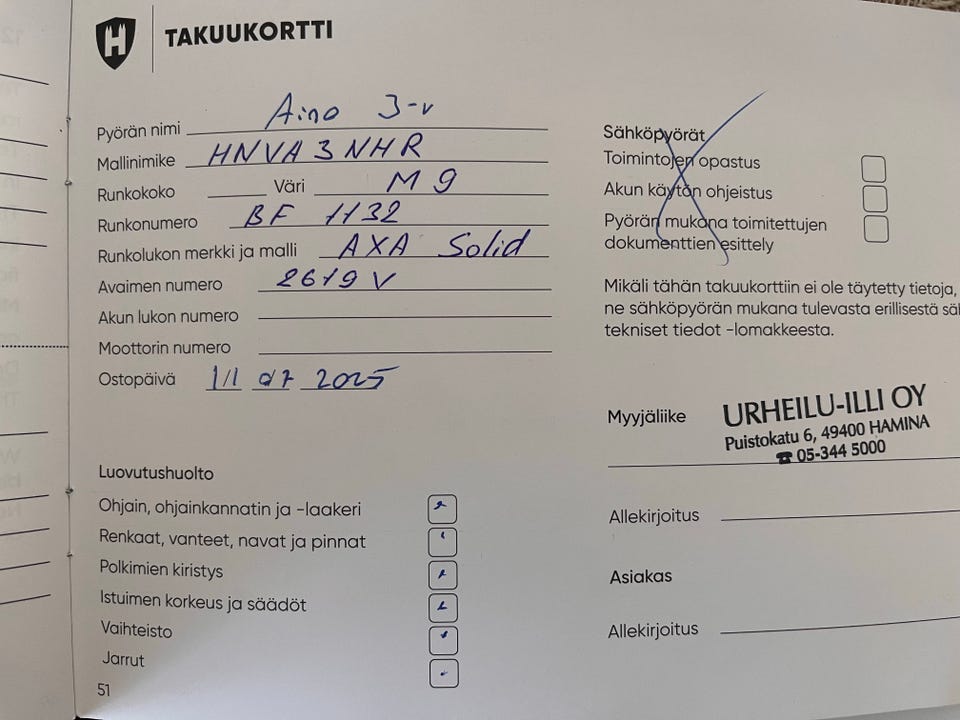 H
TAKUUKORTTI
Pyörän nimi Aino 3-v
Mallinimike HNVA 3 NHR
Runkokoko Väri M 9
Runkonumero BF 1132
Runkolukon merkki ja malli AXA Solid
Avaimen numero 2619 V
Akun lukon numero
Moottorin numero
Ostopäivä 07 2025
Luovutushuolto
Ohjain, ohjainkannatin ja -laakeri
Renkaat, vanteet, navat ja pinnat
Polkimien kiristys
Istuimen korkeus ja säädöt
Vaihteisto
Jarrut
51
Sähköpyörät
Toimintojen opastus
Akun käytön ohjeistus
Pyörän mukana toimitettujen
dokumenttien esittely
Mikäli tähän takuukorttiin ei ole täytetty tietoja,
ne sähköpyörän mukana tulevasta erillisestä säh
tekniset tiedot -lomakkeesta.
Myyjäliike
URHEILU-ILLI OY
Puistokatu 6, 49400 HAMINA
☎ 05-344 5000
Allekirjoitus
Asiakas
Allekirjoitus